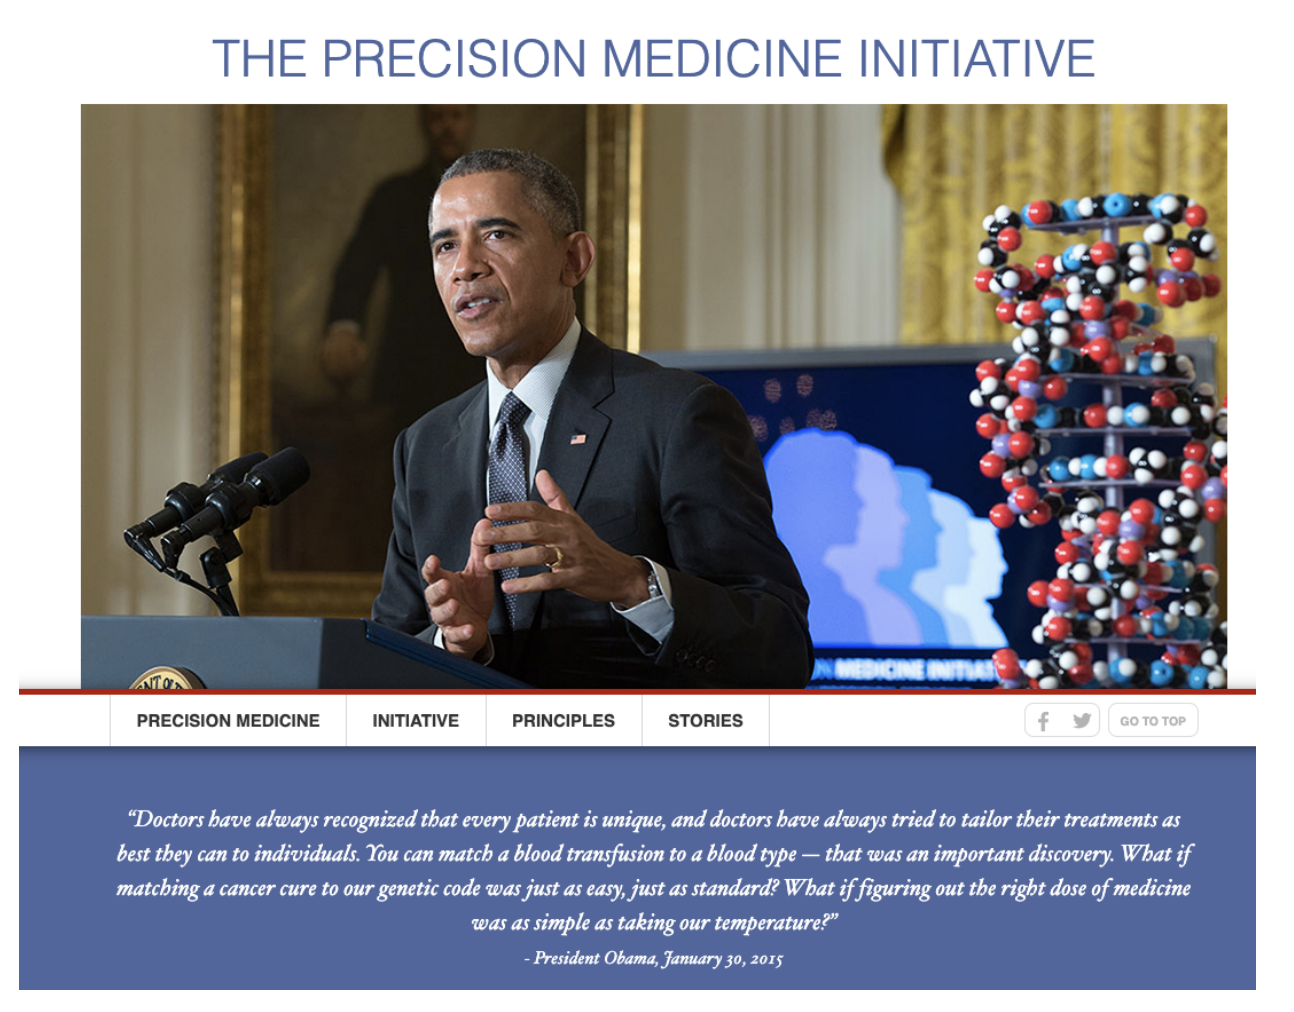 THE PRECISION MEDICINE INITIATIVE
ENT OF
MEDICINE INITIAT
PRECISION MEDICINE
INITIATIVE
PRINCIPLES
STORIES
GO TO TOP
“Doctors have always recognized that every patient is unique, and doctors have always tried to tailor their treatments as
best they can to individuals. You can match a blood transfusion to a blood type — that was an important discovery. What if
matching a cancer cure to our genetic code was just as easy, just as standard? What if figuring out the right dose of medicine
was as simple as taking our temperature?”
- President Obama, January 30, 2015